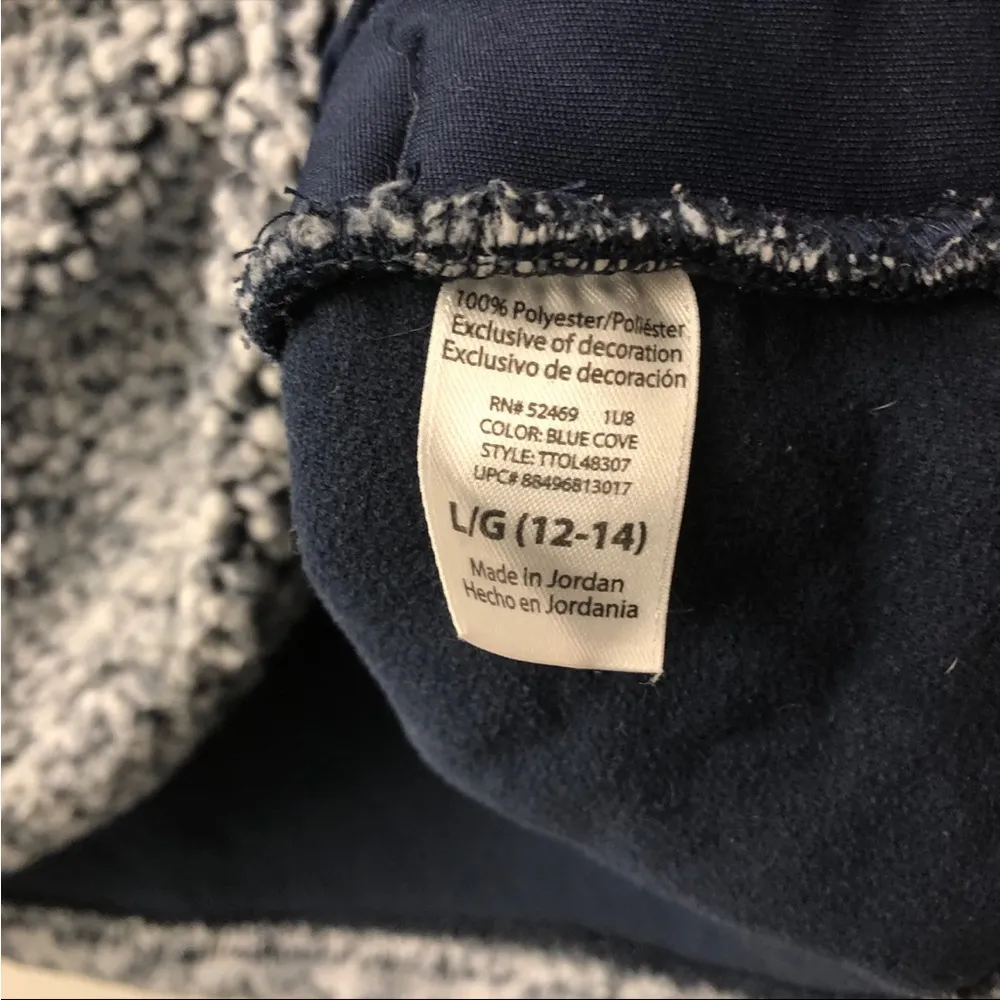 100% Polyester/Poliéster
Exclusive of decoration
Exclusivo de decoración
RN# 52469 1U8
COLOR: BLUE COVE
STYLE: TTOL48307
UPC# 88496813017
L/G (12-14)
Made in Jordan
Hecho en Jordania